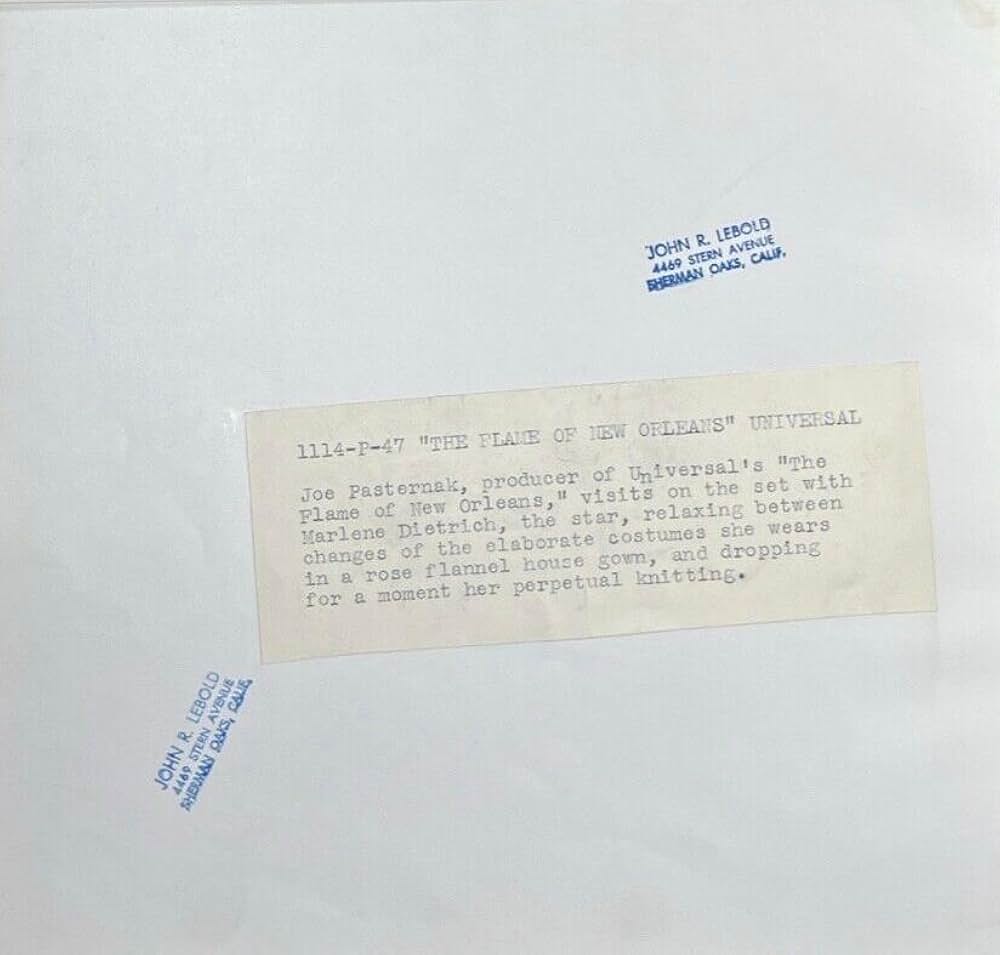 JOHN R. LEBOLD
4469 STERN AVENUE
SHERMAN OAKS, CALIF.
1114-P-47 "THE FLAME OF NEW ORLEANS" UNIVERSAL
Joe Pasternak, producer of Universal's "The
Flame of New Orleans," visits on the set with
Marlene Dietrich, the star, relaxing between
changes of the elaborate costumes she wears
in a rose flannel house gown, and dropping
for a moment her perpetual knitting.
JOHN R. LEBOLD
4469 STERN AVENUE
SHERMAN OAKS, CALIF.